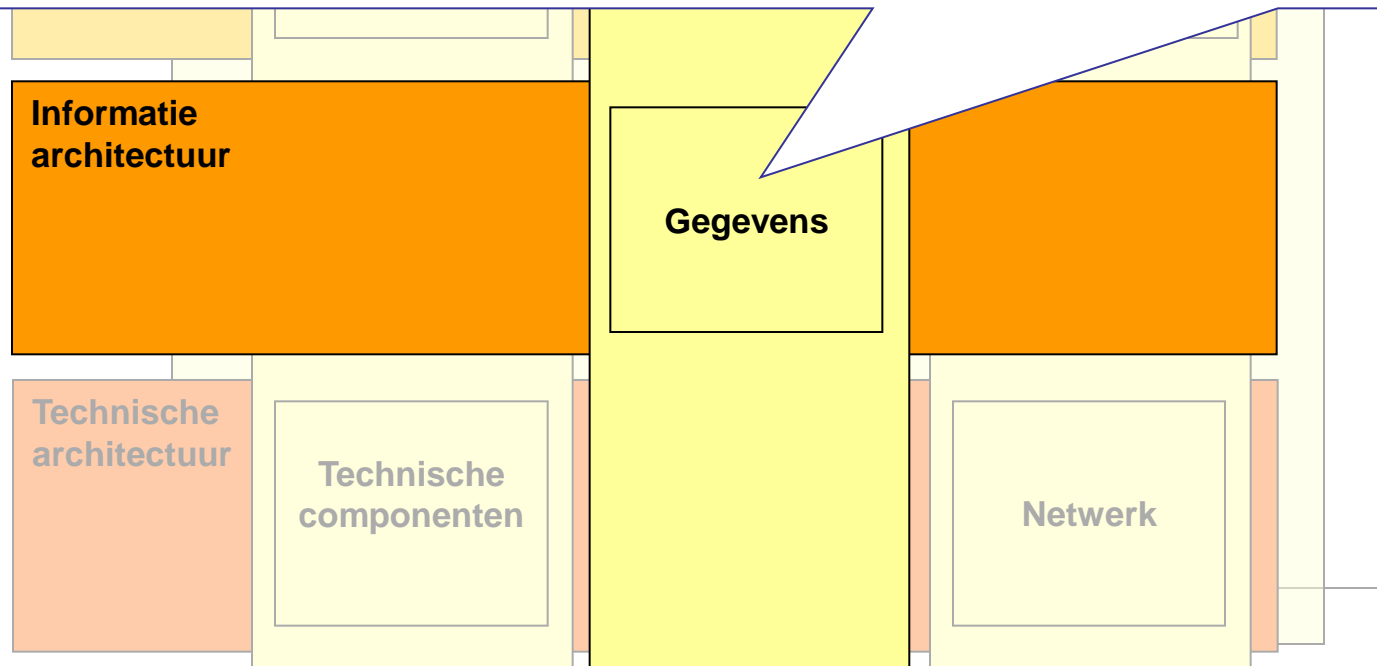 Informatie
architectuur
Gegevens
Technische
architectuur
Technische
componenten
Netwerk